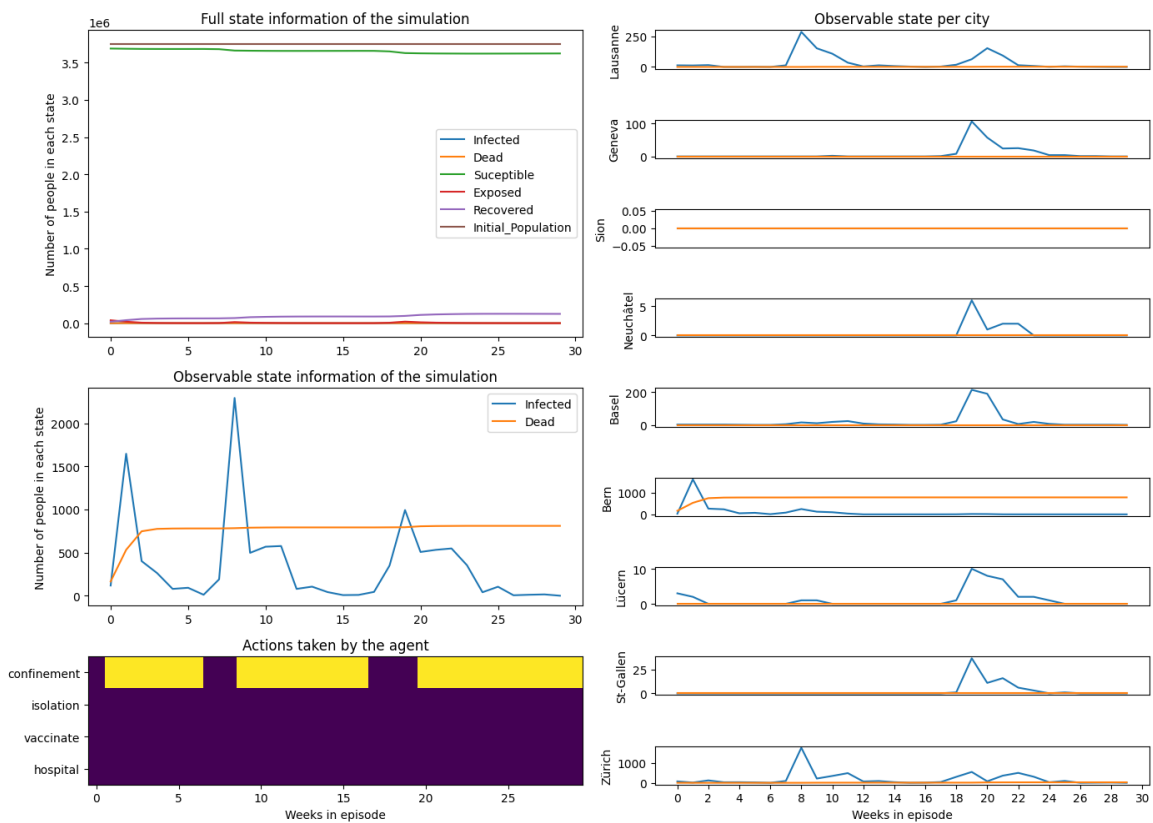 Full state information of the simulation
1e6
Number of people in each state
3.5
3.0
2.5
2.0
1.5
1.0
0.5
0.0
Infected
Dead
Suceptible
Exposed
Recovered
Initial_Population
0 5 10 15 20 25 30
Observable state information of the simulation
Number of people in each state
2000
1500
1000
500
0
Infected
Dead
0 5 10 15 20 25 30
Actions taken by the agent
confinement
isolation
vaccinate
hospital
0 5 10 15 20 25
Weeks in episode
Observable state per city
Lausanne
250
0
Geneva
100
0
Sion
0.05
0.00
−0.05
Neuchâtel
5
0
Basel
200
0
Bern
1000
0
Lücern
10
0
St-Gallen
25
0
Zürich
1000
0
0 2 4 6 8 10 12 14 16 18 20 22 24 26 28 30
Weeks in episode